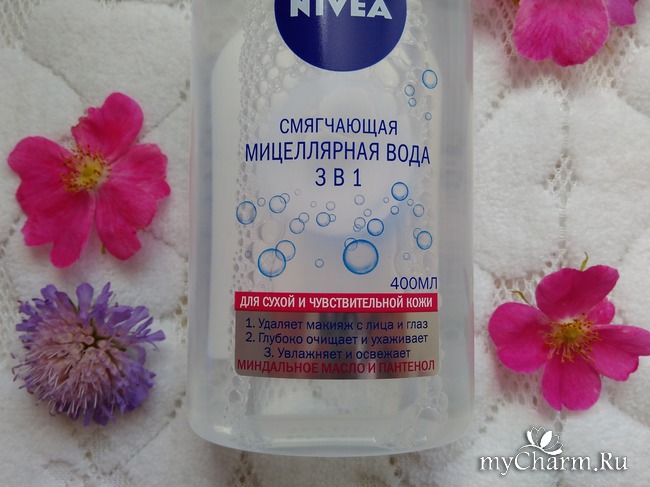 NIVEA
СМЯГЧАЮЩАЯ
МИЦЕЛЛЯРНАЯ ВОДА
3 В 1
400МЛ
ДЛЯ СУХОЙ И ЧУВСТВИТЕЛЬНОЙ КОЖИ
1. Удаляет макияж с лица и глаз
2. Глубоко очищает и ухаживает
3. Увлажняет и освежает
МИНДАЛЬНОЕ МАСЛО И ПАНТЕНОЛ
myCharm.Ru